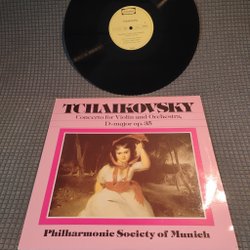 TCHAIKOVSKY
Concerto for Violin and Orchestra,
D-major op. 35
Philharmonic Society of Munich